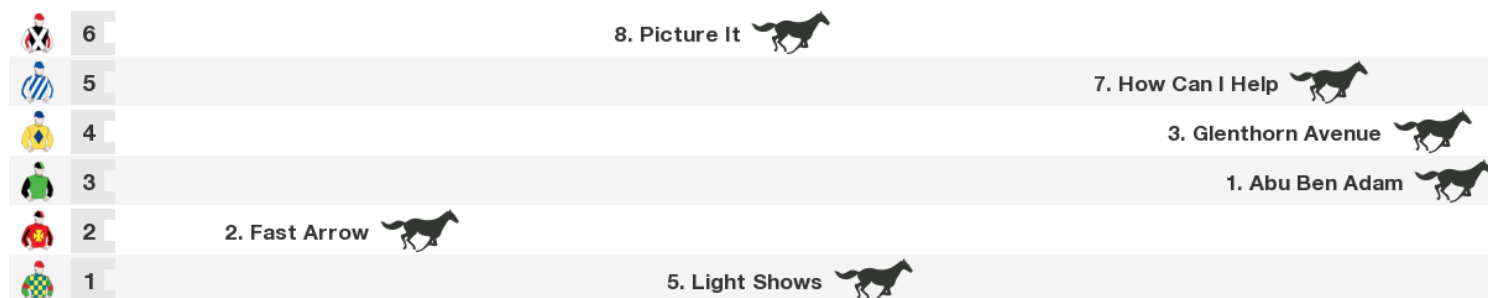 6 8. Picture It
5 7. How Can I Help
4 3. Glenthorn Avenue
3 1. Abu Ben Adam
2 2. Fast Arrow
1 5. Light Shows